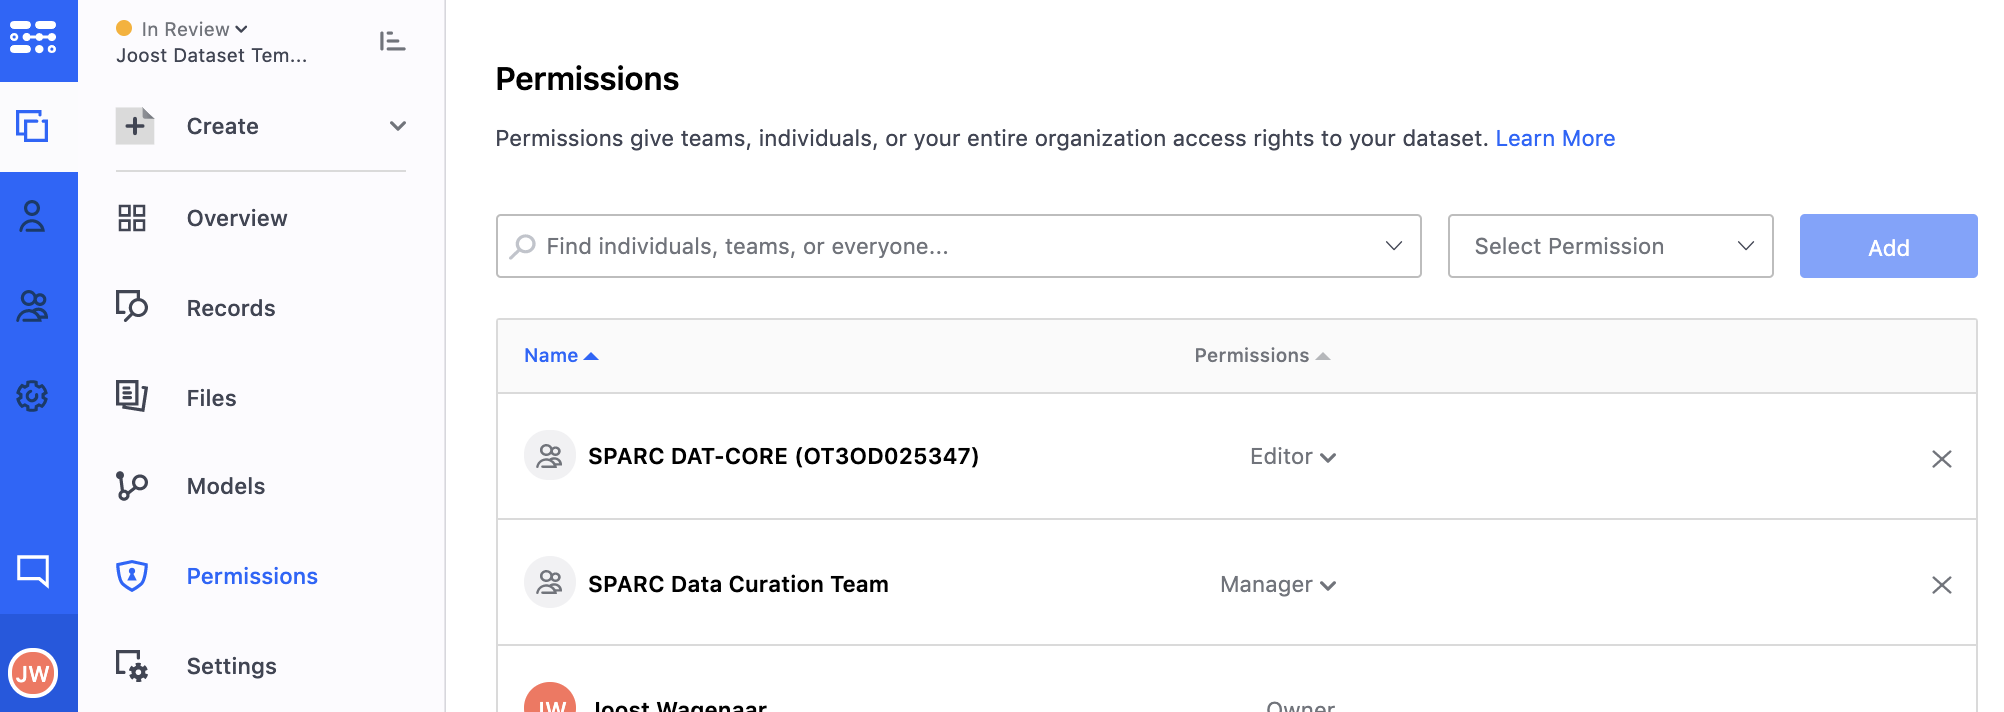 In Review
Joost Dataset Tem...
Create
Overview
Records
Files
Models
Permissions
Settings
JW
Permissions
Permissions give teams, individuals, or your entire organization access rights to your dataset. Learn More
Find individuals, teams, or everyone...
Select Permission
Add
Name
Permissions
SPARC DAT-CORE (OT3OD025347)
Editor
SPARC Data Curation Team
Manager
JW
Joost Wagenaar
Owner